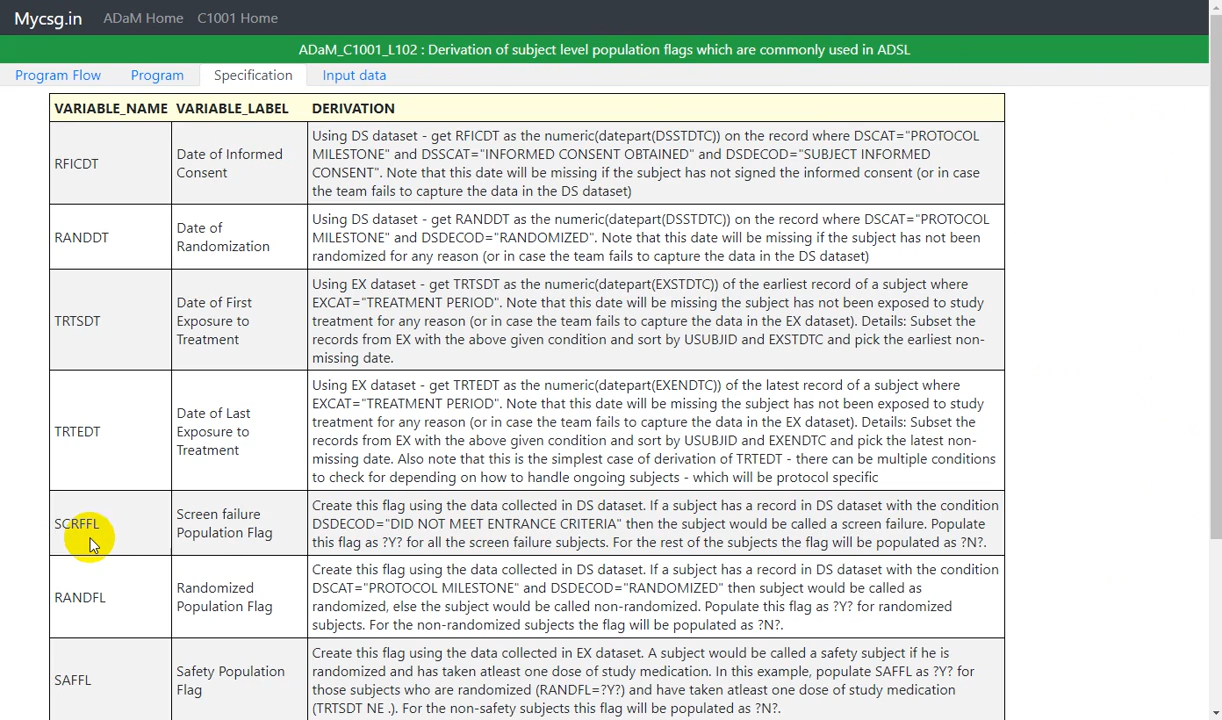 Mycsg.in ADaM Home C1001 Home
ADaM_C1001_L102 : Derivation of subject level population flags which are commonly used in ADSL
Program Flow Program Specification Input data
VARIABLE_NAME VARIABLE_LABEL DERIVATION
RFICDT
Date of Informed
Consent
Using DS dataset - get RFICDT as the numeric(datepart(DSSTDTC)) on the record where DSCAT="PROTOCOL
MILESTONE" and DSSCAT="INFORMED CONSENT OBTAINED" and DSDECOD="SUBJECT INFORMED
CONSENT". Note that this date will be missing if the subject has not signed the informed consent (or in case
the team fails to capture the data in the DS dataset)
RANDDT
Date of
Randomization
Using DS dataset - get RANDDT as the numeric(datepart(DSSTDTC)) on the record where DSCAT="PROTOCOL
MILESTONE" and DSDECOD="RANDOMIZED". Note that this date will be missing if the subject has not been
randomized for any reason (or in case the team fails to capture the data in the DS dataset)
TRTSDT
Date of First
Exposure to
Treatment
Using EX dataset - get TRTSDT as the numeric(datepart(EXSTDTC)) of the earliest record of a subject where
EXCAT="TREATMENT PERIOD". Note that this date will be missing the subject has not been exposed to study
treatment for any reason (or in case the team fails to capture the data in the EX dataset). Details: Subset the
records from EX with the above given condition and sort by USUBJID and EXSTDTC and pick the earliest non-
missing date.
TRTEDT
Date of Last
Exposure to
Treatment
Using EX dataset - get TRTEDT as the numeric(datepart(EXENDTC)) of the latest record of a subject where
EXCAT="TREATMENT PERIOD". Note that this date will be missing the subject has not been exposed to study
treatment for any reason (or in case the team fails to capture the data in the EX dataset). Details: Subset the
records from EX with the above given condition and sort by USUBJID and EXENDTC and pick the latest non-
missing date. Also note that this is the simplest case of derivation of TRTEDT - there can be multiple conditions
to check for depending on how to handle ongoing subjects - which will be protocol specific
SCRFFL
Screen failure
Population Flag
Create this flag using the data collected in DS dataset. If a subject has a record in DS dataset with the condition
DSDECOD="DID NOT MEET ENTRANCE CRITERIA" then the subject would be called a screen failure. Populate
this flag as ?Y? for all the screen failure subjects. For the rest of the subjects the flag will be populated as ?N?.
RANDFL
Randomized
Population Flag
Create this flag using the data collected in DS dataset. If a subject has a record in DS dataset with the condition
DSCAT="PROTOCOL MILESTONE" and DSDECOD="RANDOMIZED" then subject would be called as
randomized, else the subject would be called non-randomized. Populate this flag as ?Y? for randomized
subjects. For the non-randomized subjects the flag will be populated as ?N?.
SAFFL
Safety Population
Flag
Create this flag using the data collected in EX dataset. A subject would be called a safety subject if he is
randomized and has taken atleast one dose of study medication. In this example, populate SAFFL as ?Y? for
those subjects who are randomized (RANDFL=?Y?) and have taken atleast one dose of study medication
(TRTSDT NE .). For the non-safety subjects this flag will be populated as ?N?.